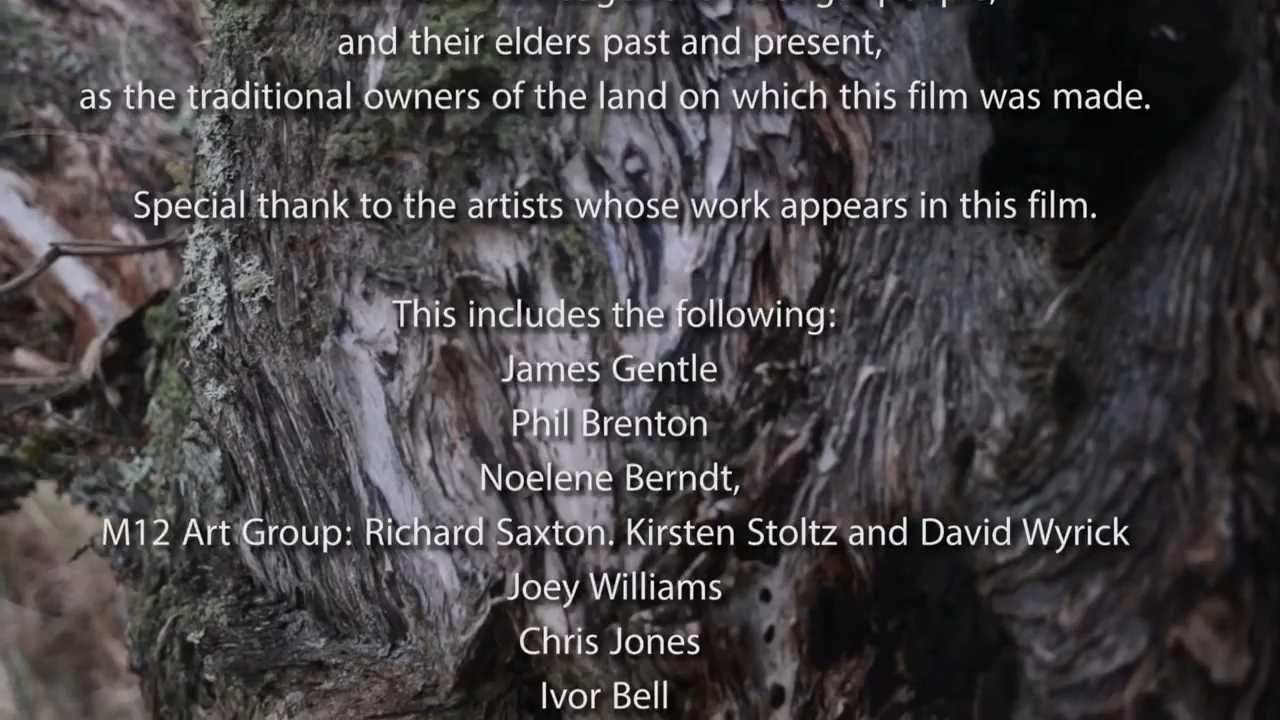 and their elders past and present,
as the traditional owners of the land on which this film was made.
Special thank to the artists whose work appears in this film.
This includes the following:
James Gentle
Phil Brenton
Noelene Berndt,
M12 Art Group: Richard Saxton. Kirsten Stoltz and David Wyrick
Joey Williams
Chris Jones
Ivor Bell